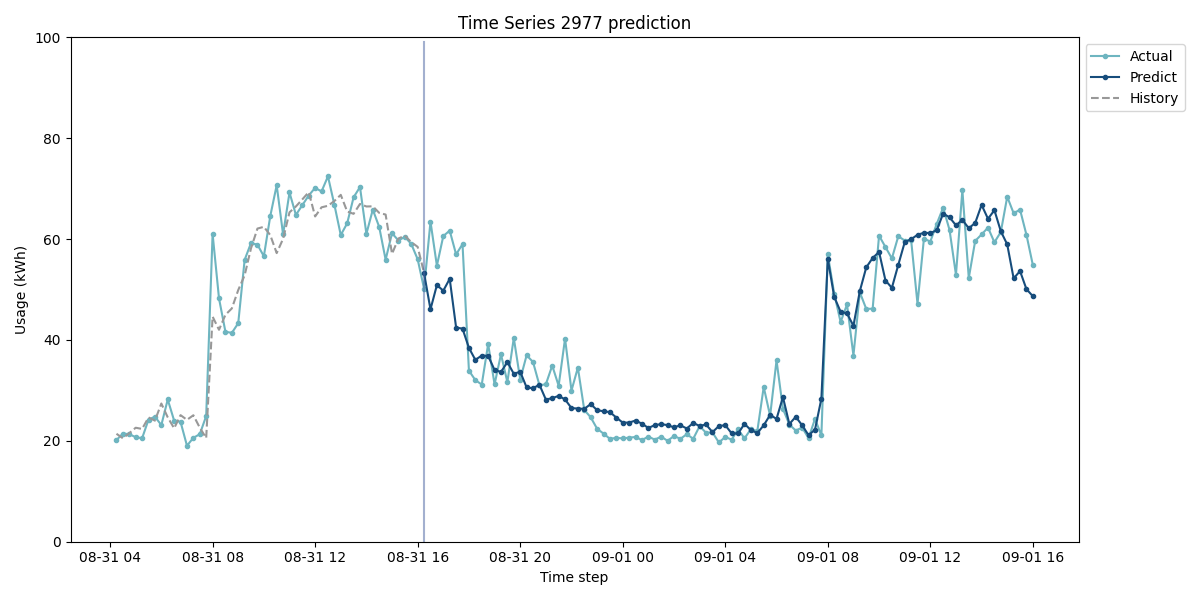 Time Series 2977 prediction
Usage (kWh)
100
80
60
40
20
0
08-31 04
08-31 08
08-31 12
08-31 16
08-31 20
09-01 00
09-01 04
09-01 08
09-01 12
09-01 16
Time step
Actual
Predict
History